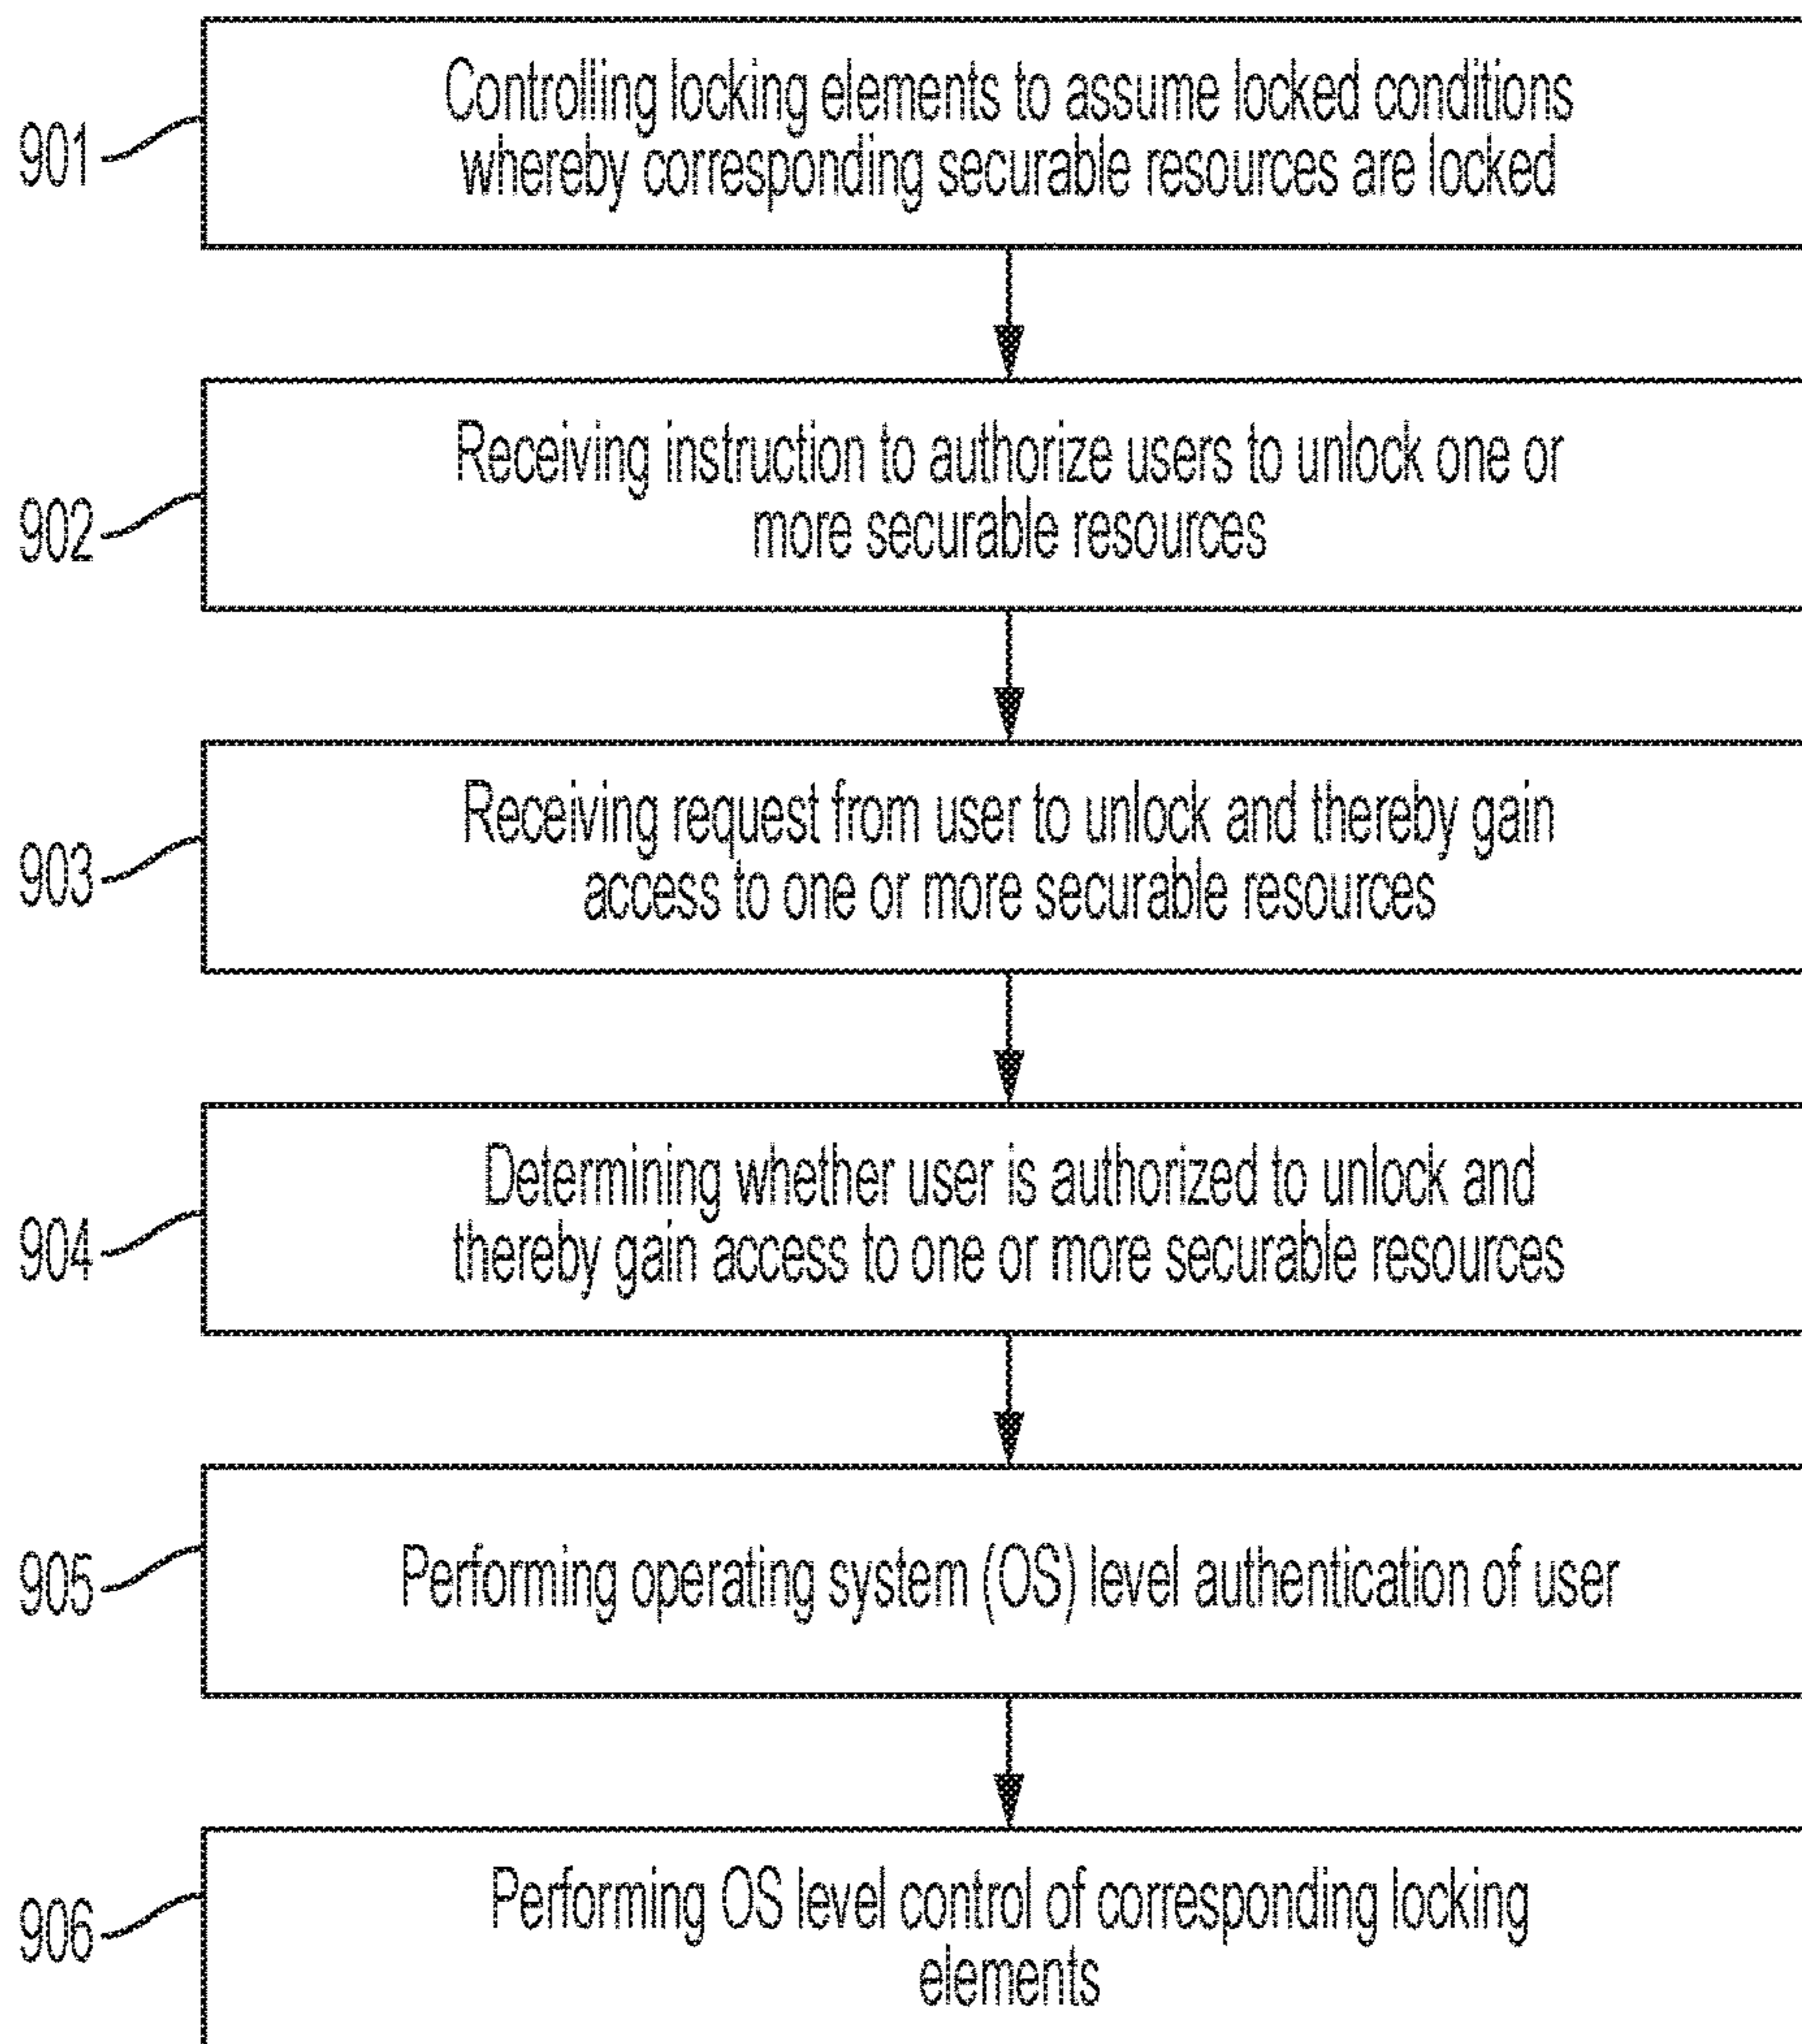 901
Controlling locking elements to assume locked conditions
whereby corresponding securable resources are locked
902
Receiving instruction to authorize users to unlock one or
more securable resources
903
Receiving request from user to unlock and thereby gain
access to one or more securable resources
904
Determining whether user is authorized to unlock and
thereby gain access to one or more securable resources
905
Performing operating system (OS) level authentication of user
906
Performing OS level control of corresponding locking
elements